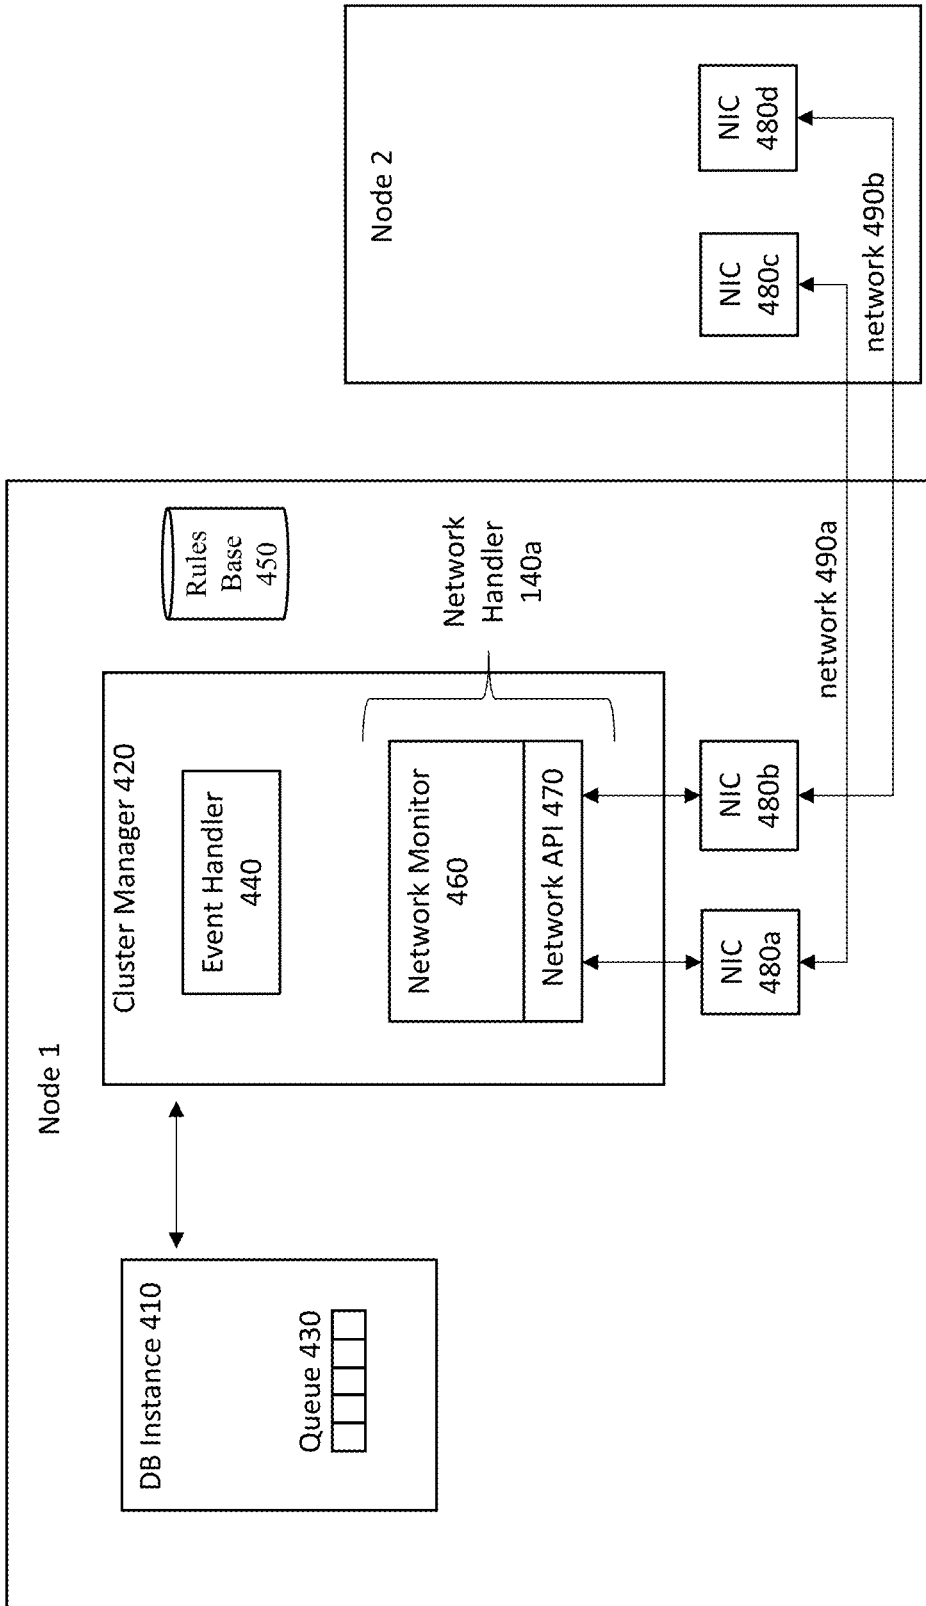 Node 1
DB Instance 410
Queue 430
Cluster Manager 420
Event Handler
440
Network Monitor
460
Network API 470
Rules
Base
450
Network
Handler
140a
NIC
480a
NIC
480b
network 490a
Node 2
NIC
480c
NIC
480d
network 490b